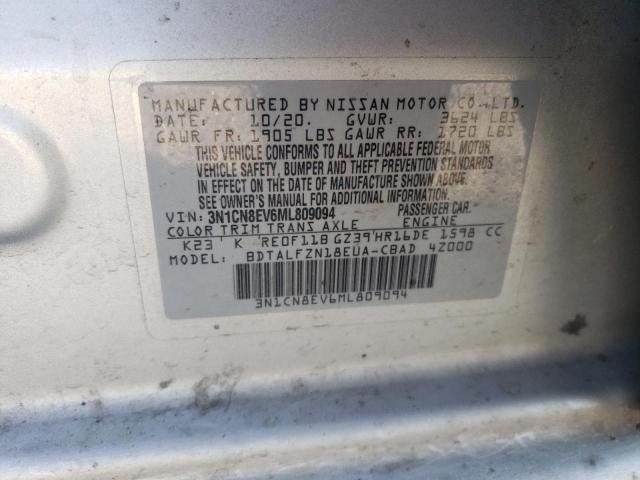 MANUFACTURED BY NISSAN MOTOR CO.,LTD.
DATE: 10/20. GVWR: 3624 LBS
GAWR FR: 1905 LBS GAWR RR: 1720 LBS
THIS VEHICLE CONFORMS TO ALL APPLICABLE FEDERAL MOTOR
VEHICLE SAFETY, BUMPER AND THEFT PREVENTION STANDARDS
IN EFFECT ON THE DATE OF MANUFACTURE SHOWN ABOVE.
SEE OWNER'S MANUAL FOR ADDITIONAL INFORMATION.
VIN: 3N1CN8EV6ML809094 PASSENGER CAR
COLOR TRIM TRANS AXLE ENGINE
K23 K RE0F11B GZ39 HR16DE 1598 CC
MODEL: BDTALFZN18EUA-CBAD 4Z000
3N1CN8EV6ML809094